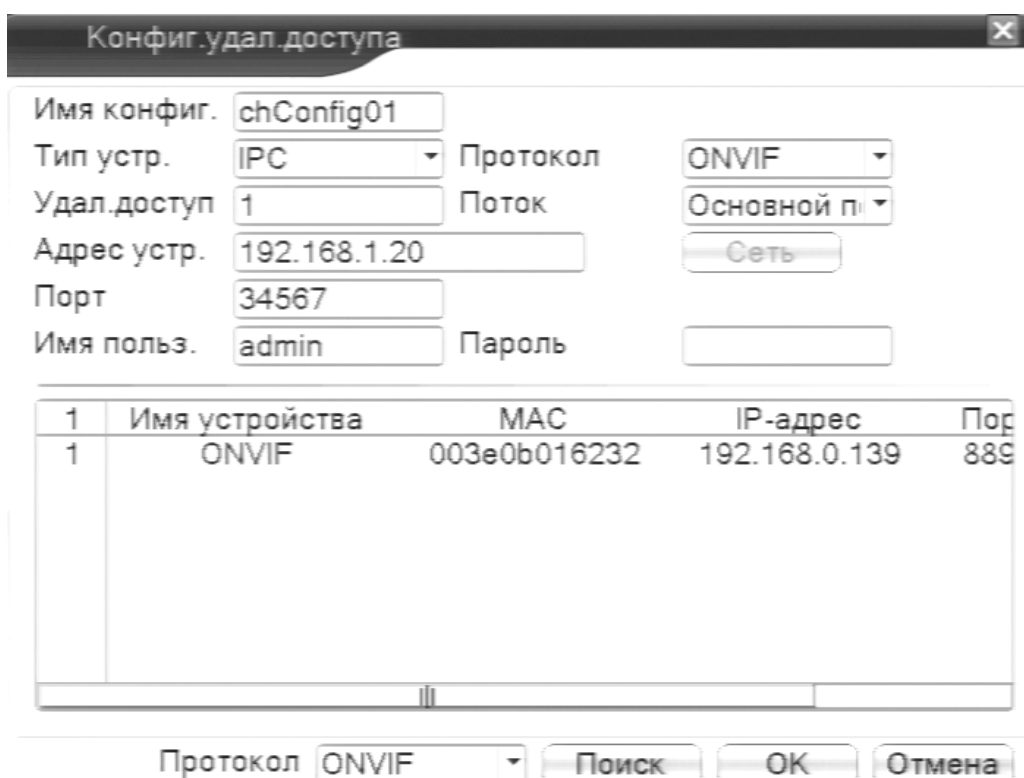 Конфиг.удал.доступа
Имя конфиг. chConfig01
Тип устр. IPC Протокол ONVIF
Удал.доступ 1 Поток Основной п
Адрес устр. 192.168.1.20 Сеть
Порт 34567
Имя польз. admin Пароль
1 Имя устройства MAC IP-адрес Пор
1 ONVIF 003e0b016232 192.168.0.139 889
Протокол ONVIF Поиск OK Отмена